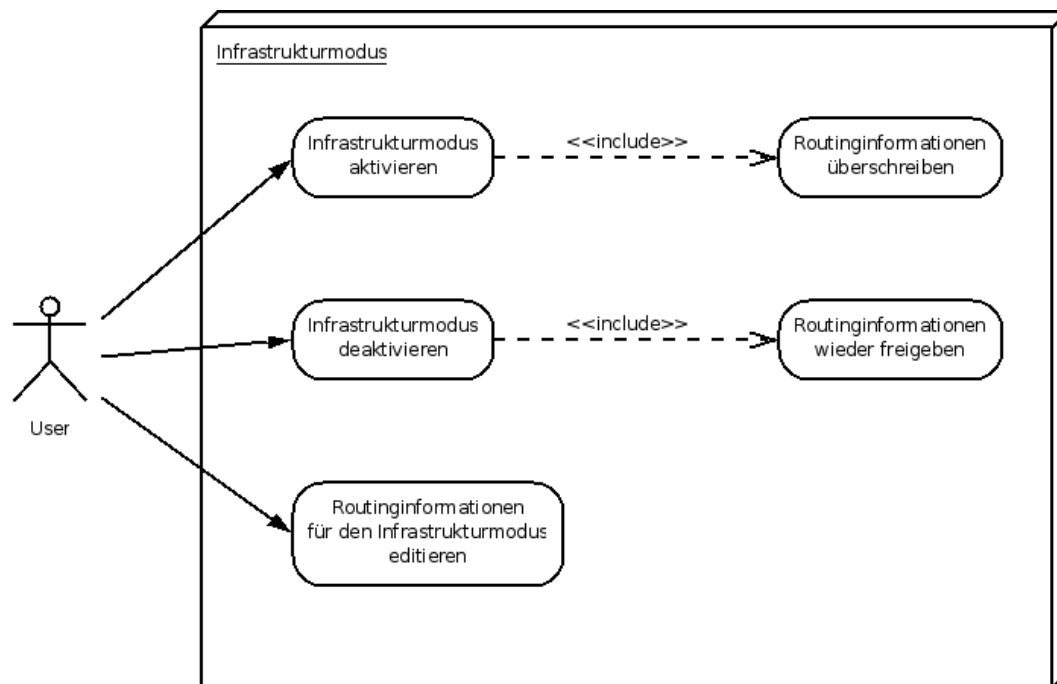 Infrastrukturmodus
Infrastrukturmodus
aktivieren
<<include>>
Routinginformationen
überschreiben
Infrastrukturmodus
deaktivieren
<<include>>
Routinginformationen
wieder freigeben
User
Routinginformationen
für den Infrastrukturmodus
editieren